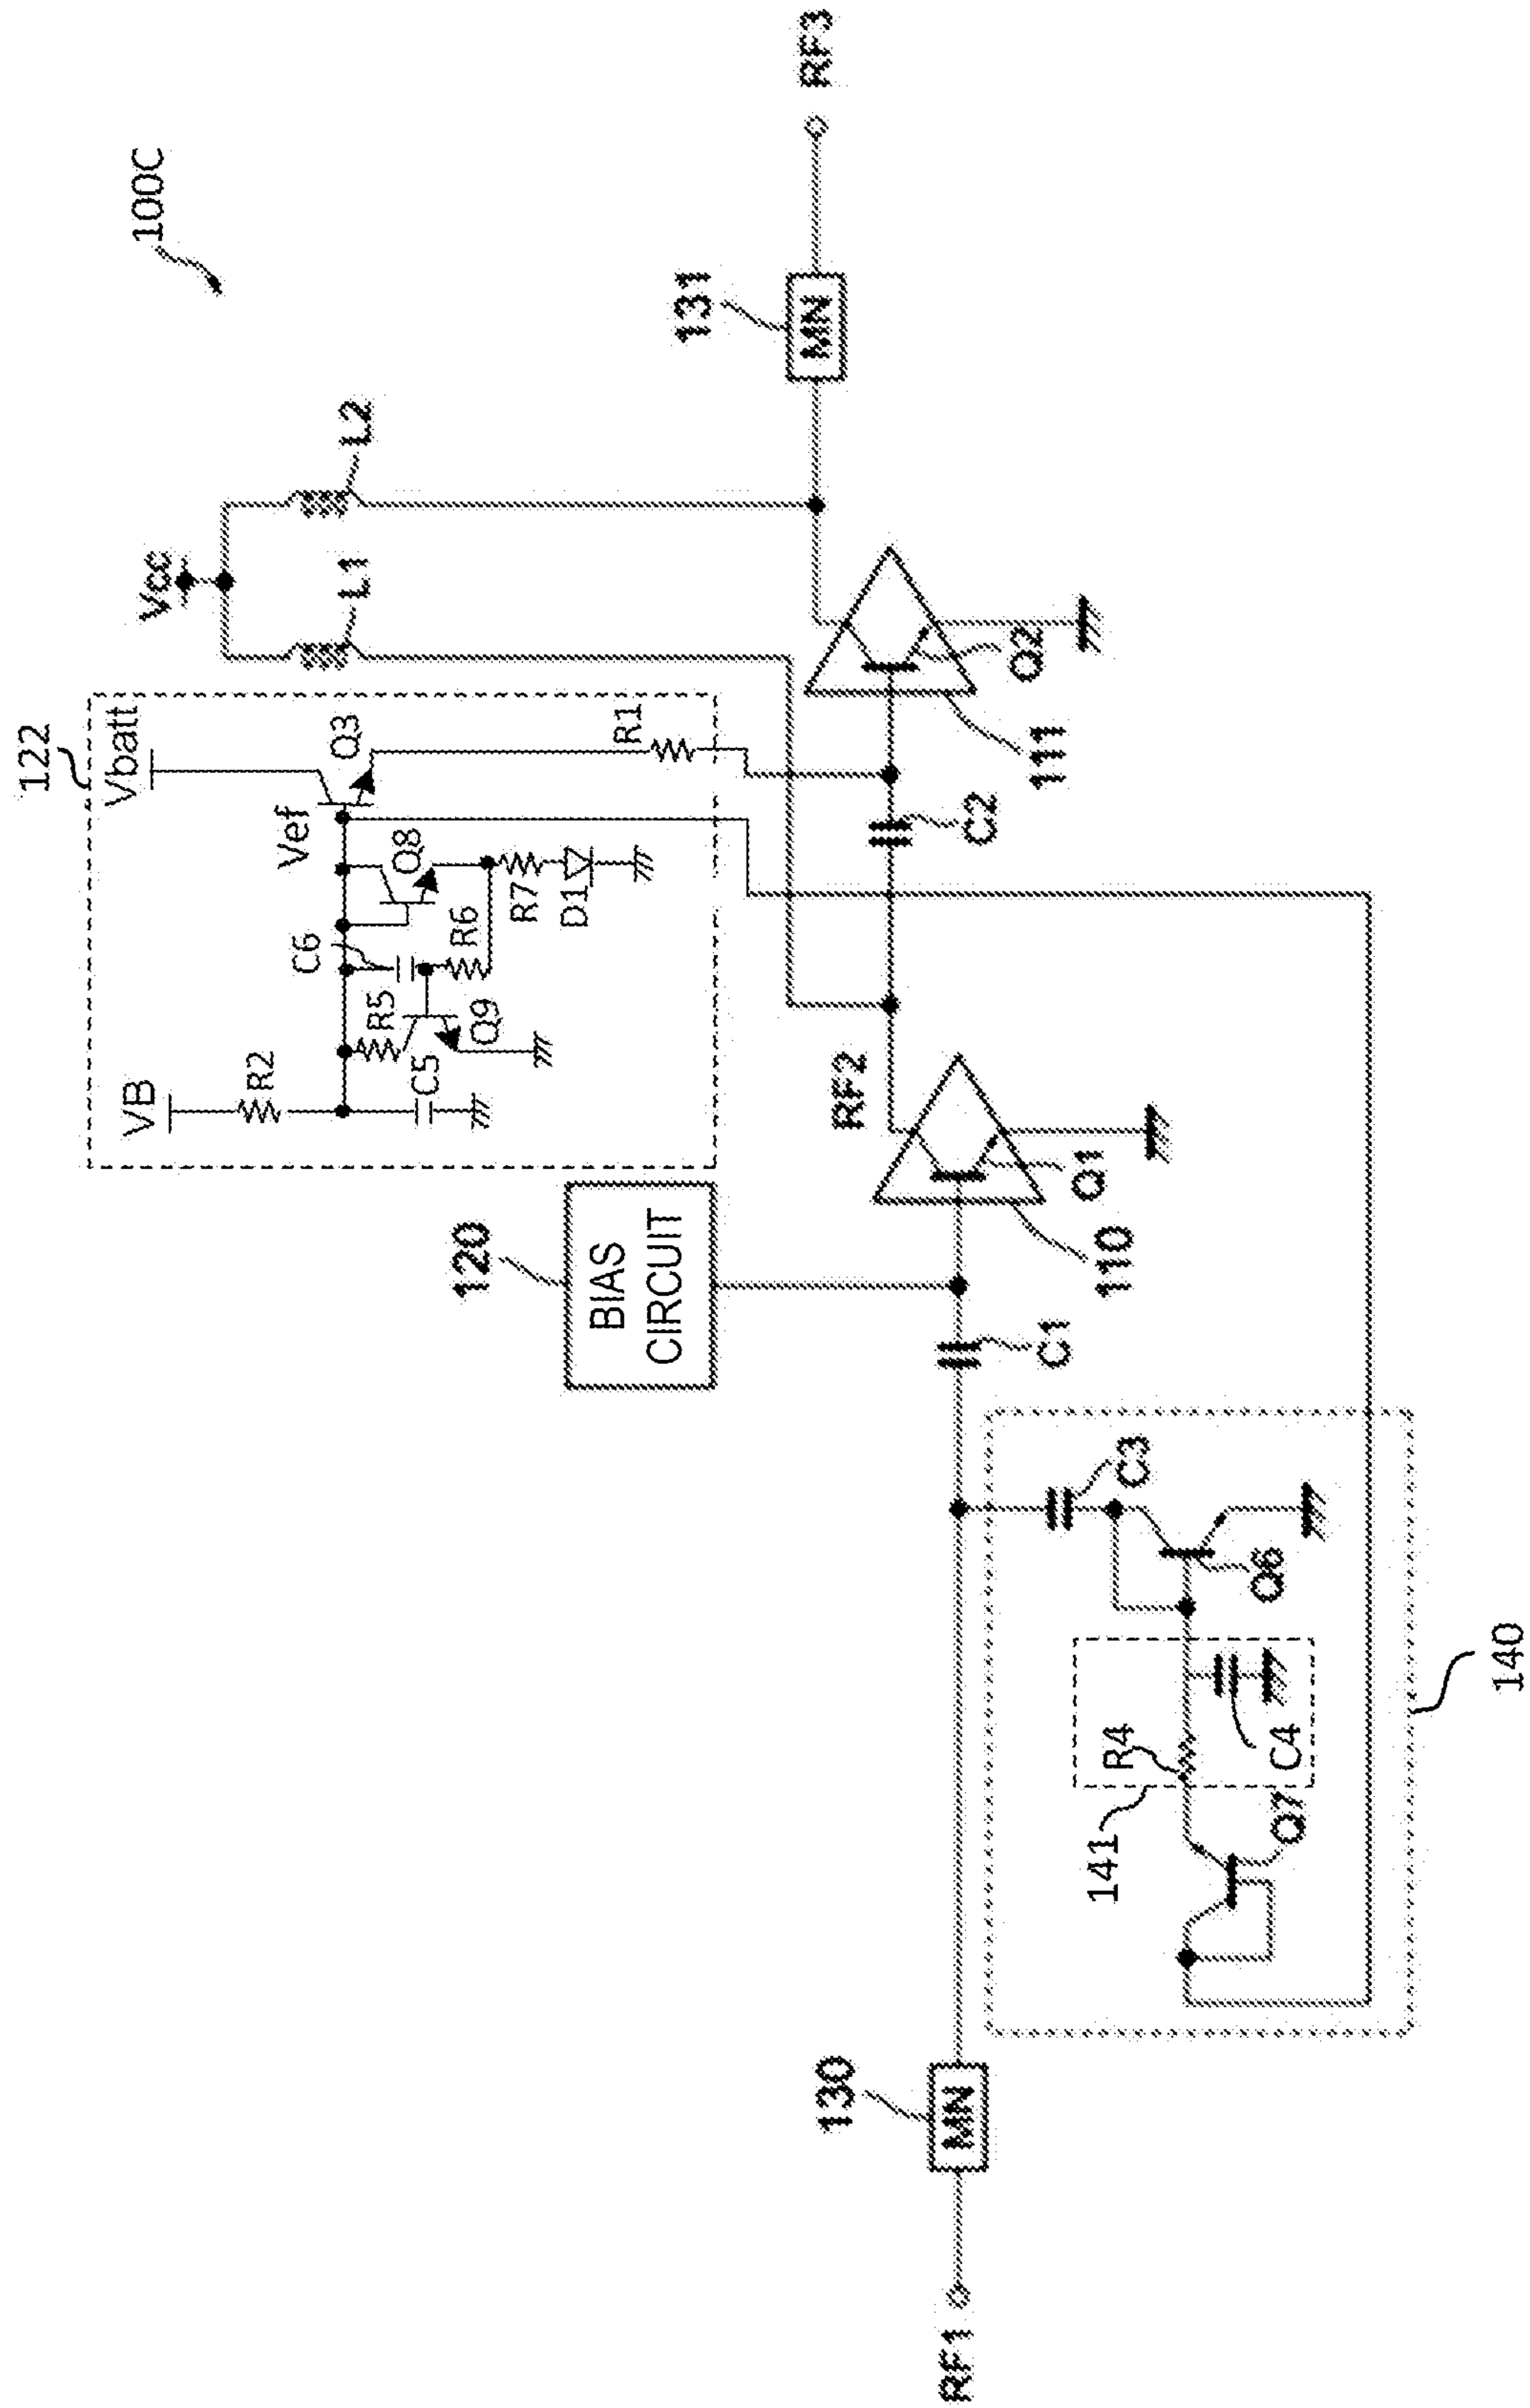 100C
122
Vbatt
Q3
Vef
Q8
C6
R5
R6
Q9
C5
R7
D1
R1
VB
R2
Vcc
L1
L2
131
MN
RF3
120
BIAS
CIRCUIT
RF2
Q1
110
C2
Q2
111
C1
C3
Q6
R4
C4
141
Q7
140
130
MN
RF1